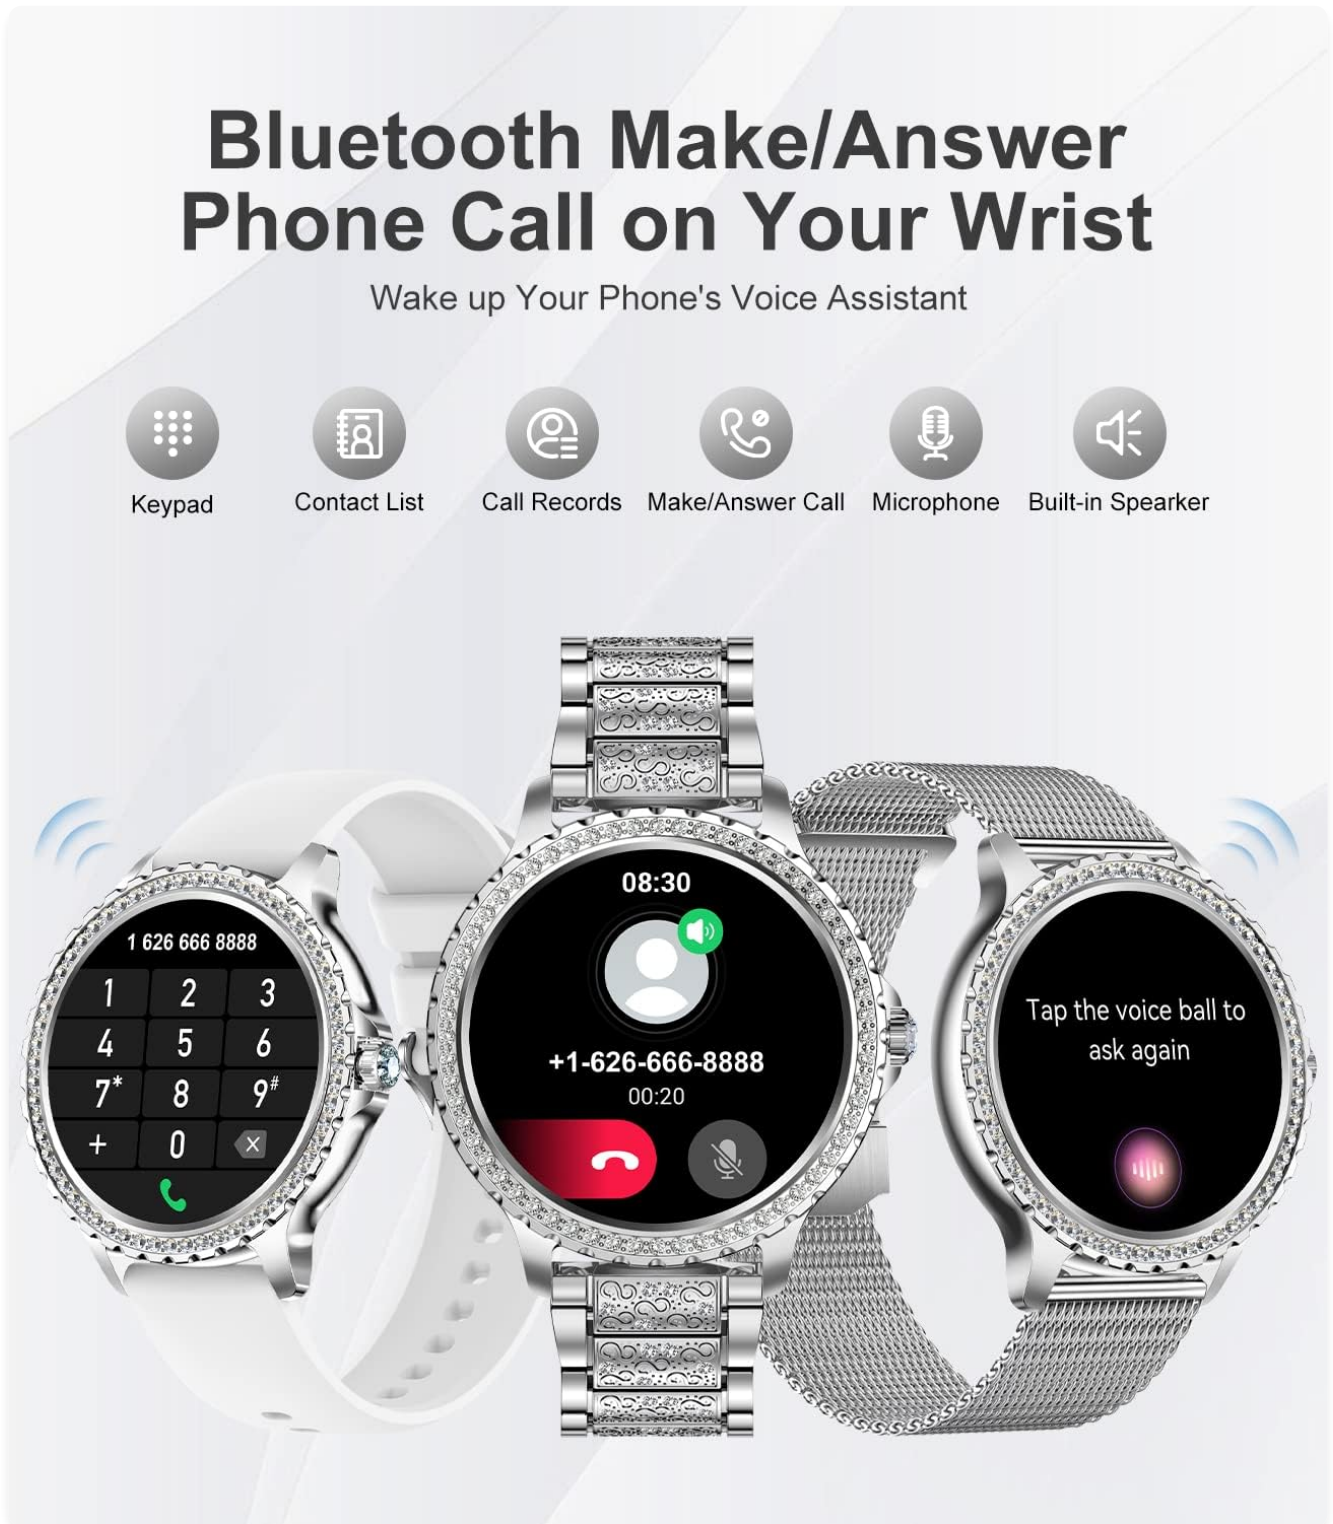 Bluetooth Make/Answer
Phone Call on Your Wrist
Wake up Your Phone's Voice Assistant
Keypad
Contact List
Call Records
Make/Answer Call
Microphone
Built-in Spearker
1 626 666 8888
1 2 3
4 5 6
7* 8 9#
+ 0
08:30
+1-626-666-8888
00:20
Tap the voice ball to
ask again